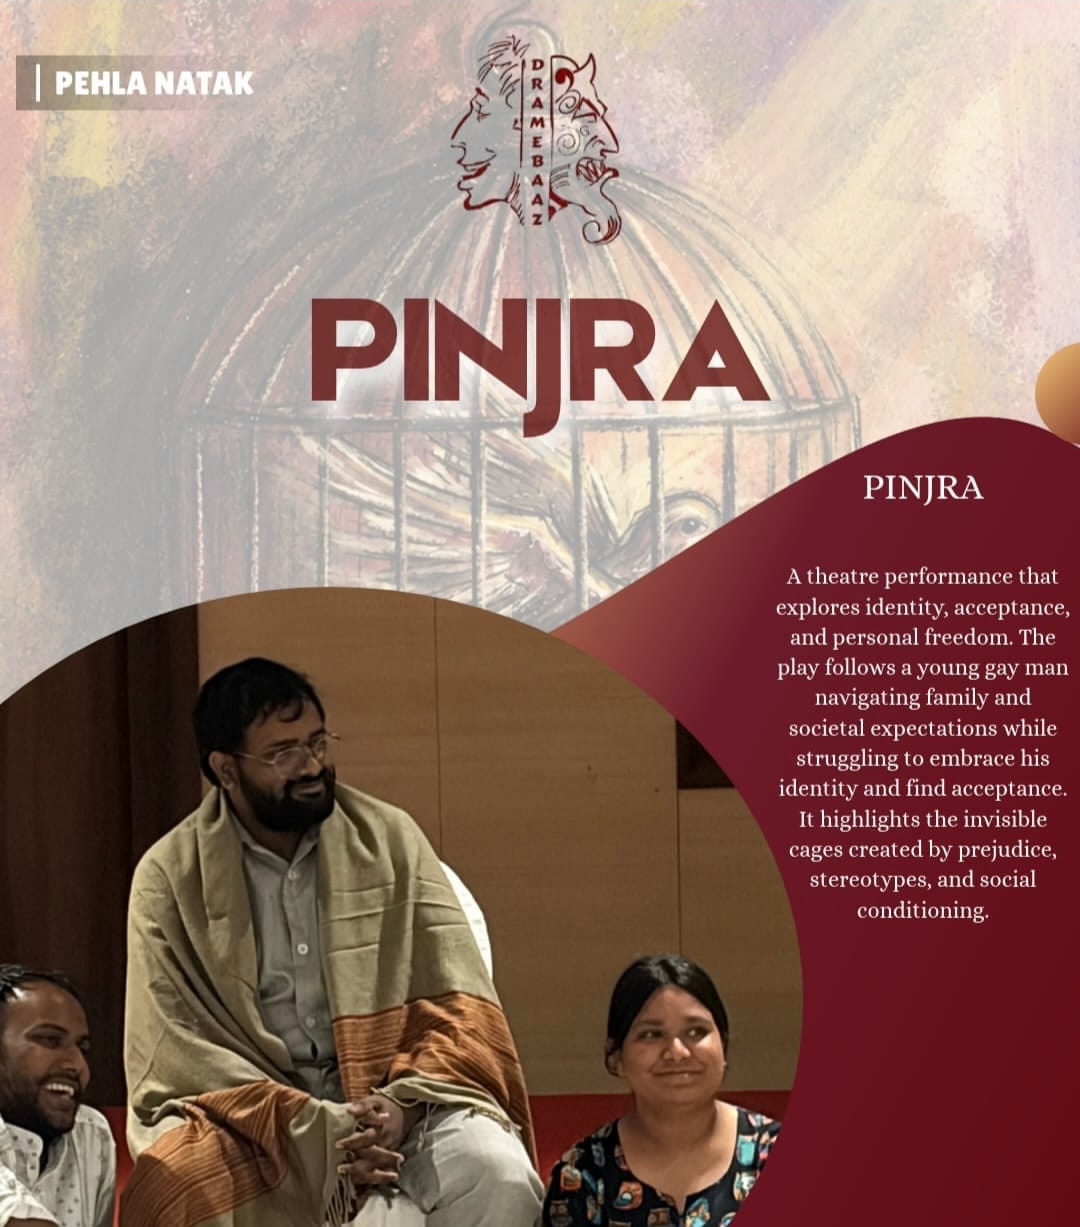 | PEHLA NATAK
DRAMEBAAZ
PINJRA
PINJRA
A theatre performance that
explores identity, acceptance,
and personal freedom. The
play follows a young gay man
navigating family and
societal expectations while
struggling to embrace his
identity and find acceptance.
It highlights the invisible
cages created by prejudice,
stereotypes, and social
conditioning.